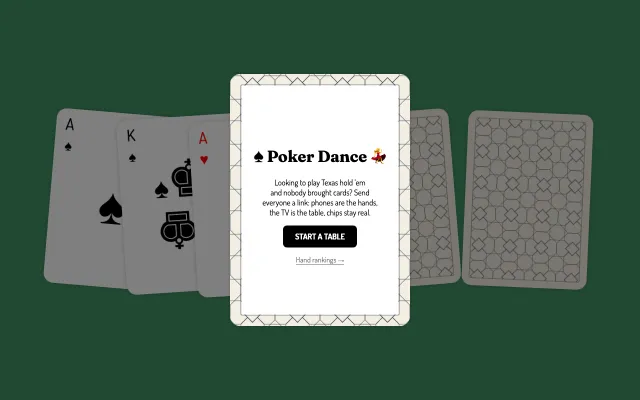 A
K
A
♠ Poker Dance 💃
Looking to play Texas hold 'em
and nobody brought cards? Send
everyone a link: phones are the hands,
the TV is the table, chips stay real.
START A TABLE
Hand rankings →